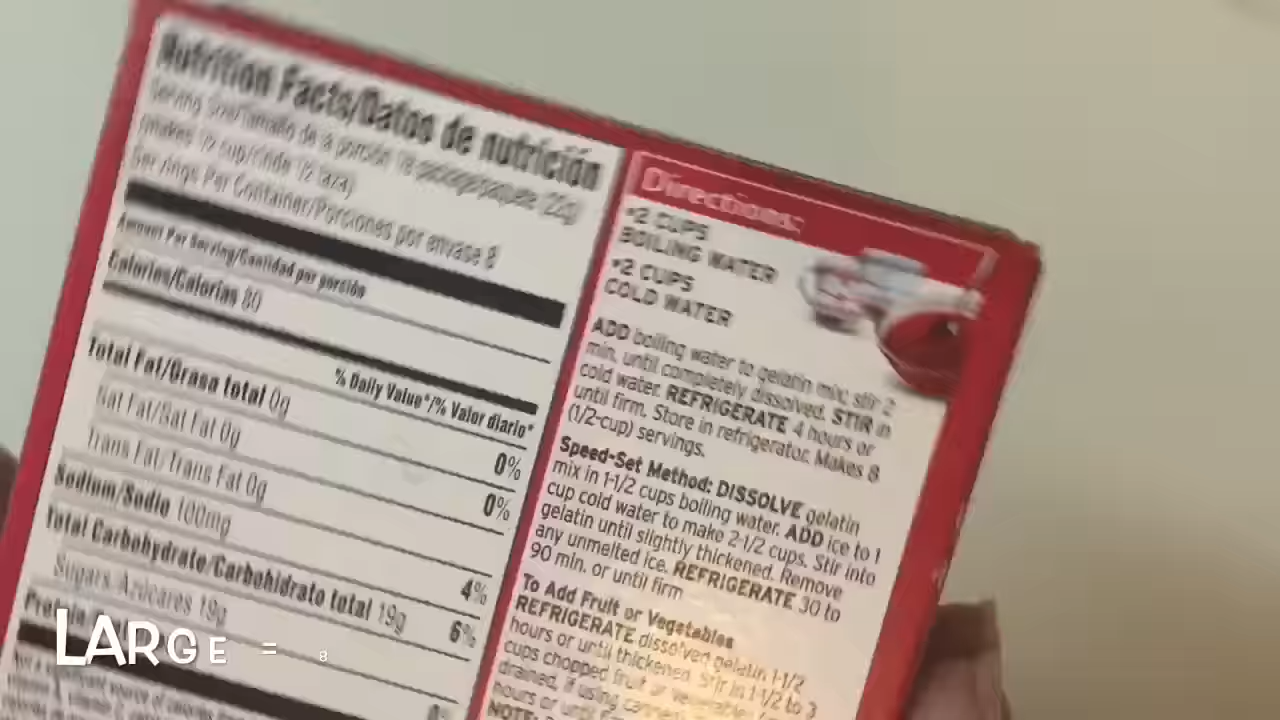 Nutrition Facts/Datos de nutrición
Serving Size/Tamaño de a porción 1/8 package/paquete (22g)
(makes 1/2 cup/rinde 1/2 taza)
Servings Per Container/Porciones por envase 8
Amount Per Serving/Cantidad por porción
Calories/Calorías 80
% Daily Value*/% Valor diario*
Total Fat/Grasa total 0g 0%
Sat Fat 0g 0%
Trans Fat/Trans Fat 0g
Sodium/Sodio 100mg 4%
Total Carbohydrate/Carbohidrato total 19g 6%
Sugars/Azúcares 19g
Directions:
•2 CUPS
BOILING WATER
•2 CUPS
COLD WATER
ADD boiling water to gelatin mix; stir 2
min. until completely dissolved. STIR in
cold water. REFRIGERATE 4 hours or
until firm. Store in refrigerator. Makes 8
(1/2-cup) servings.
Speed-Set Method: DISSOLVE gelatin
mix in 1-1/2 cups boiling water. ADD ice to 1
cup cold water to make 2-1/2 cups. Stir into
gelatin until slightly thickened. Remove
any unmelted ice. REFRIGERATE 30 to
90 min. or until firm
To Add Fruit or Vegetables
REFRIGERATE dissolved gelatin 1-1/2
hours or until thickened. Stir in 1-1/2 to 3
cups chopped fruit or vegetables
drained, if using canned
hours or until
NOTE:
LARGE = 8